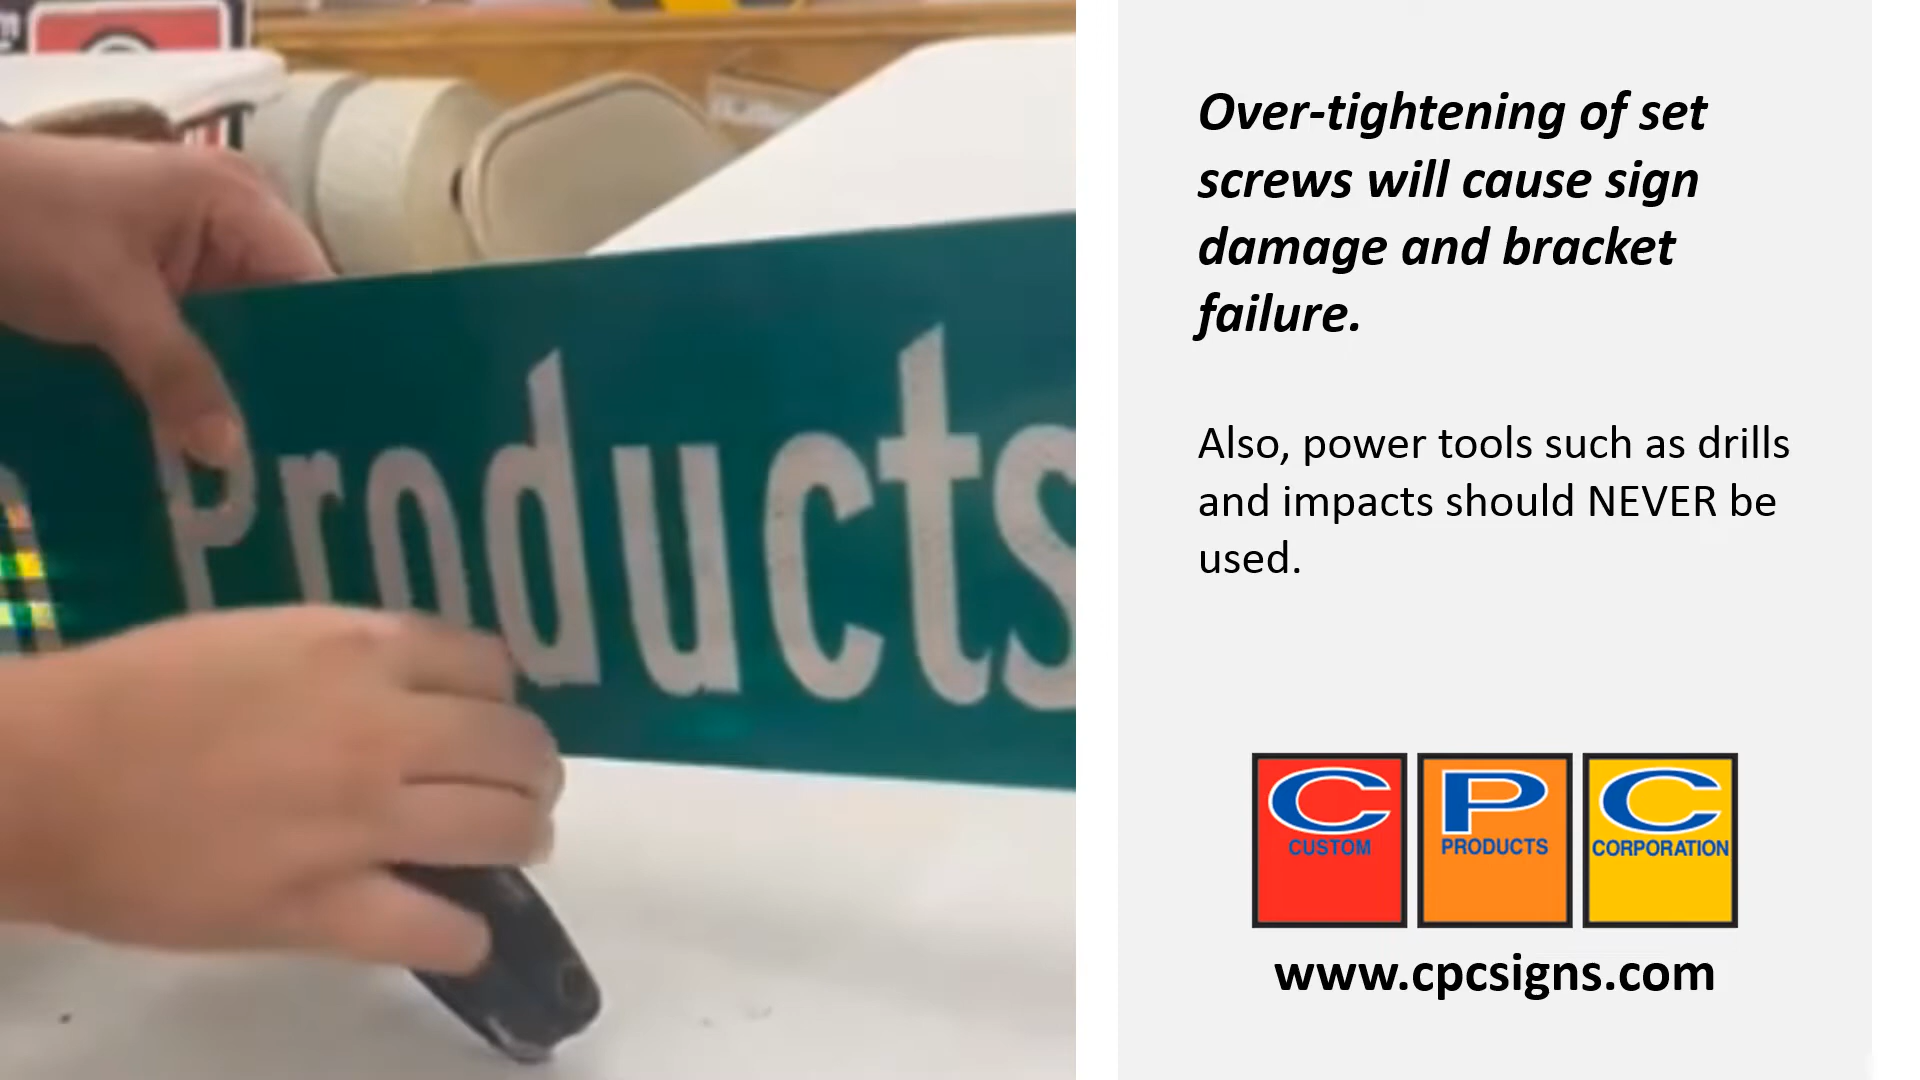 Products
Over-tightening of set
screws will cause sign
damage and bracket
failure.
Also, power tools such as drills
and impacts should NEVER be
used.
C P C
CUSTOM PRODUCTS CORPORATION
www.cpcsigns.com